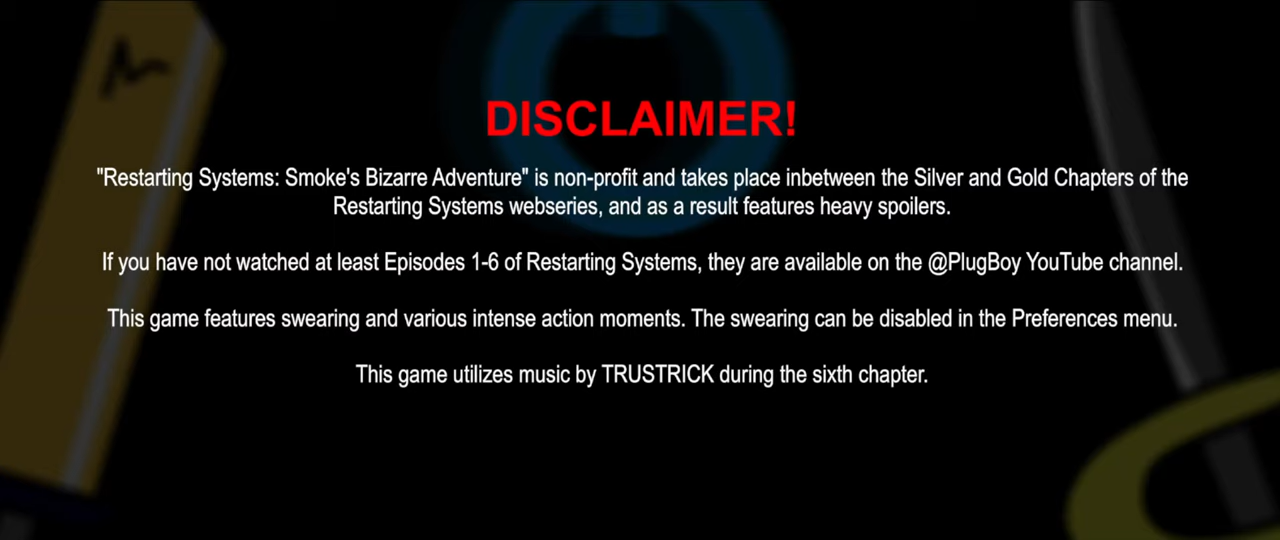 DISCLAIMER!
"Restarting Systems: Smoke's Bizarre Adventure" is non-profit and takes place inbetween the Silver and Gold Chapters of the
Restarting Systems webseries, and as a result features heavy spoilers.
If you have not watched at least Episodes 1-6 of Restarting Systems, they are available on the @PlugBoy YouTube channel.
This game features swearing and various intense action moments. The swearing can be disabled in the Preferences menu.
This game utilizes music by TRUSTRICK during the sixth chapter.